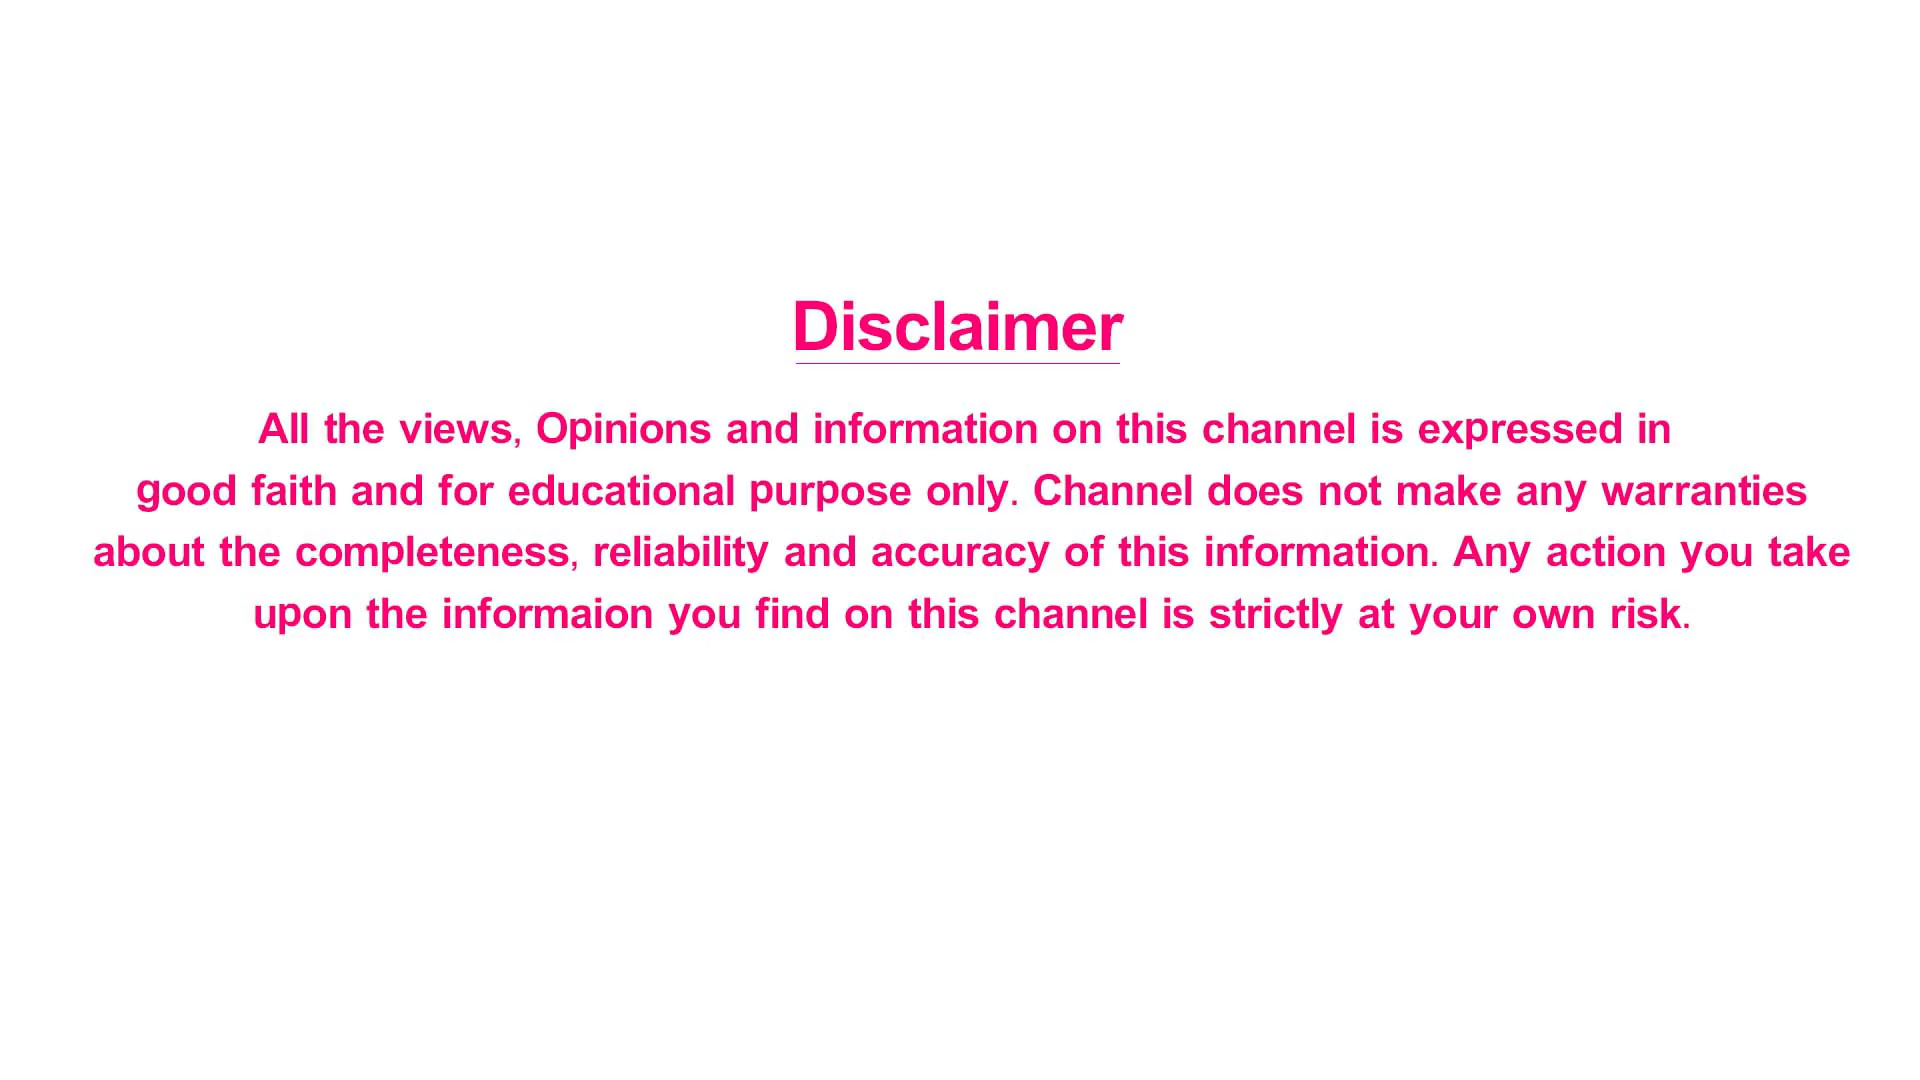 Disclaimer
All the views, Opinions and information on this channel is expressed in
good faith and for educational purpose only. Channel does not make any warranties
about the completeness, reliability and accuracy of this information. Any action you take
upon the informaion you find on this channel is strictly at your own risk.